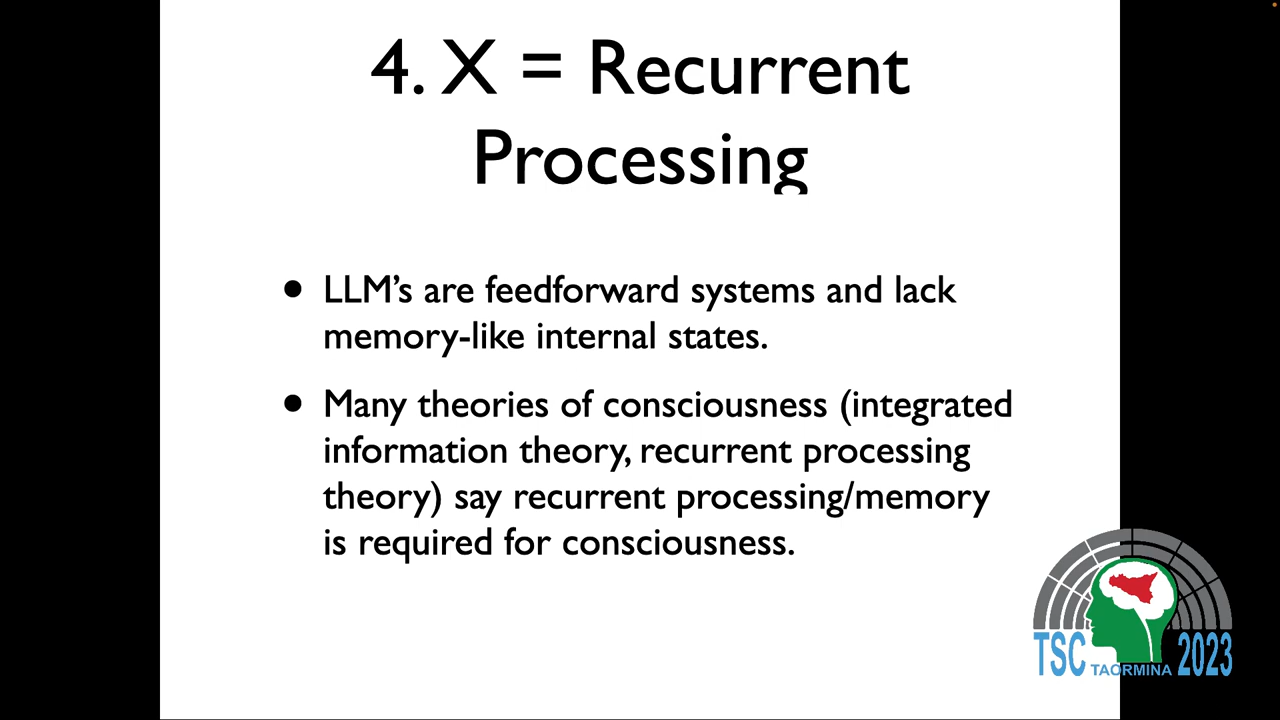 4. X = Recurrent
Processing
• LLM’s are feedforward systems and lack
memory-like internal states.
• Many theories of consciousness (integrated
information theory, recurrent processing
theory) say recurrent processing/memory
is required for consciousness.
TSC TAORMINA 2023